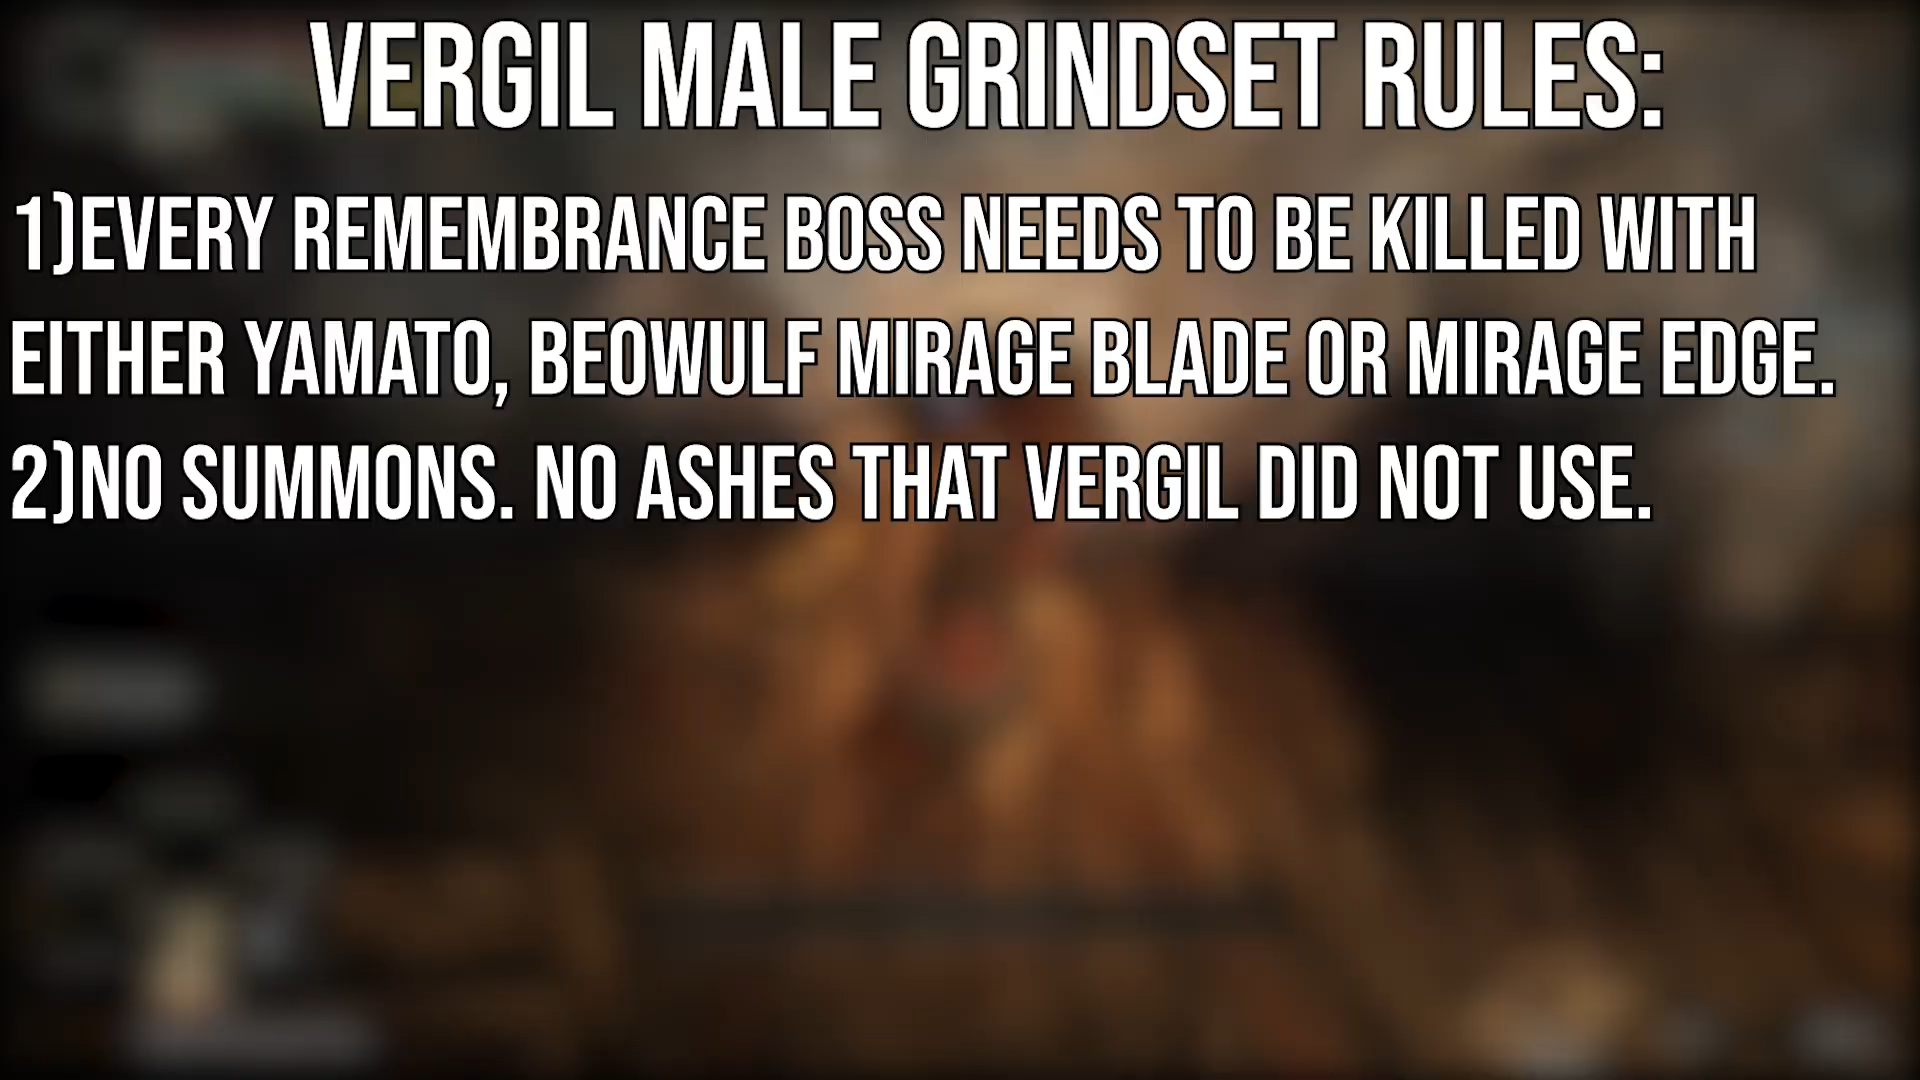 VERGIL MALE GRINDSET RULES:
1)EVERY REMEMBRANCE BOSS NEEDS TO BE KILLED WITH
EITHER YAMATO, BEOWULF MIRAGE BLADE OR MIRAGE EDGE.
2)NO SUMMONS. NO ASHES THAT VERGIL DID NOT USE.